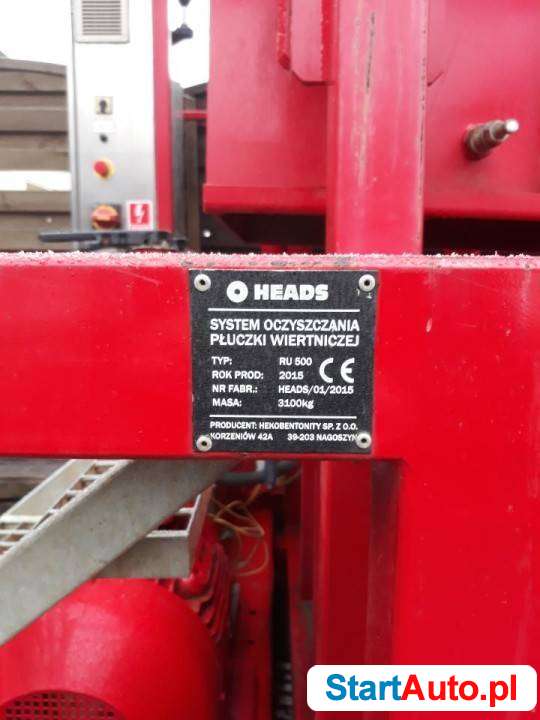 HEADS
SYSTEM OCZYSZCZANIA
PŁUCZKI WIERTNICZEJ
TYP: RU 500
ROK PROD: 2015 CE
NR FABR.: HEADS/01/2015
MASA: 3100kg
PRODUCENT: HEKOBENTONITY SP. Z O.O.
KORZENIÓW 42A 39-203 NAGOSZYN
StartAuto.pl